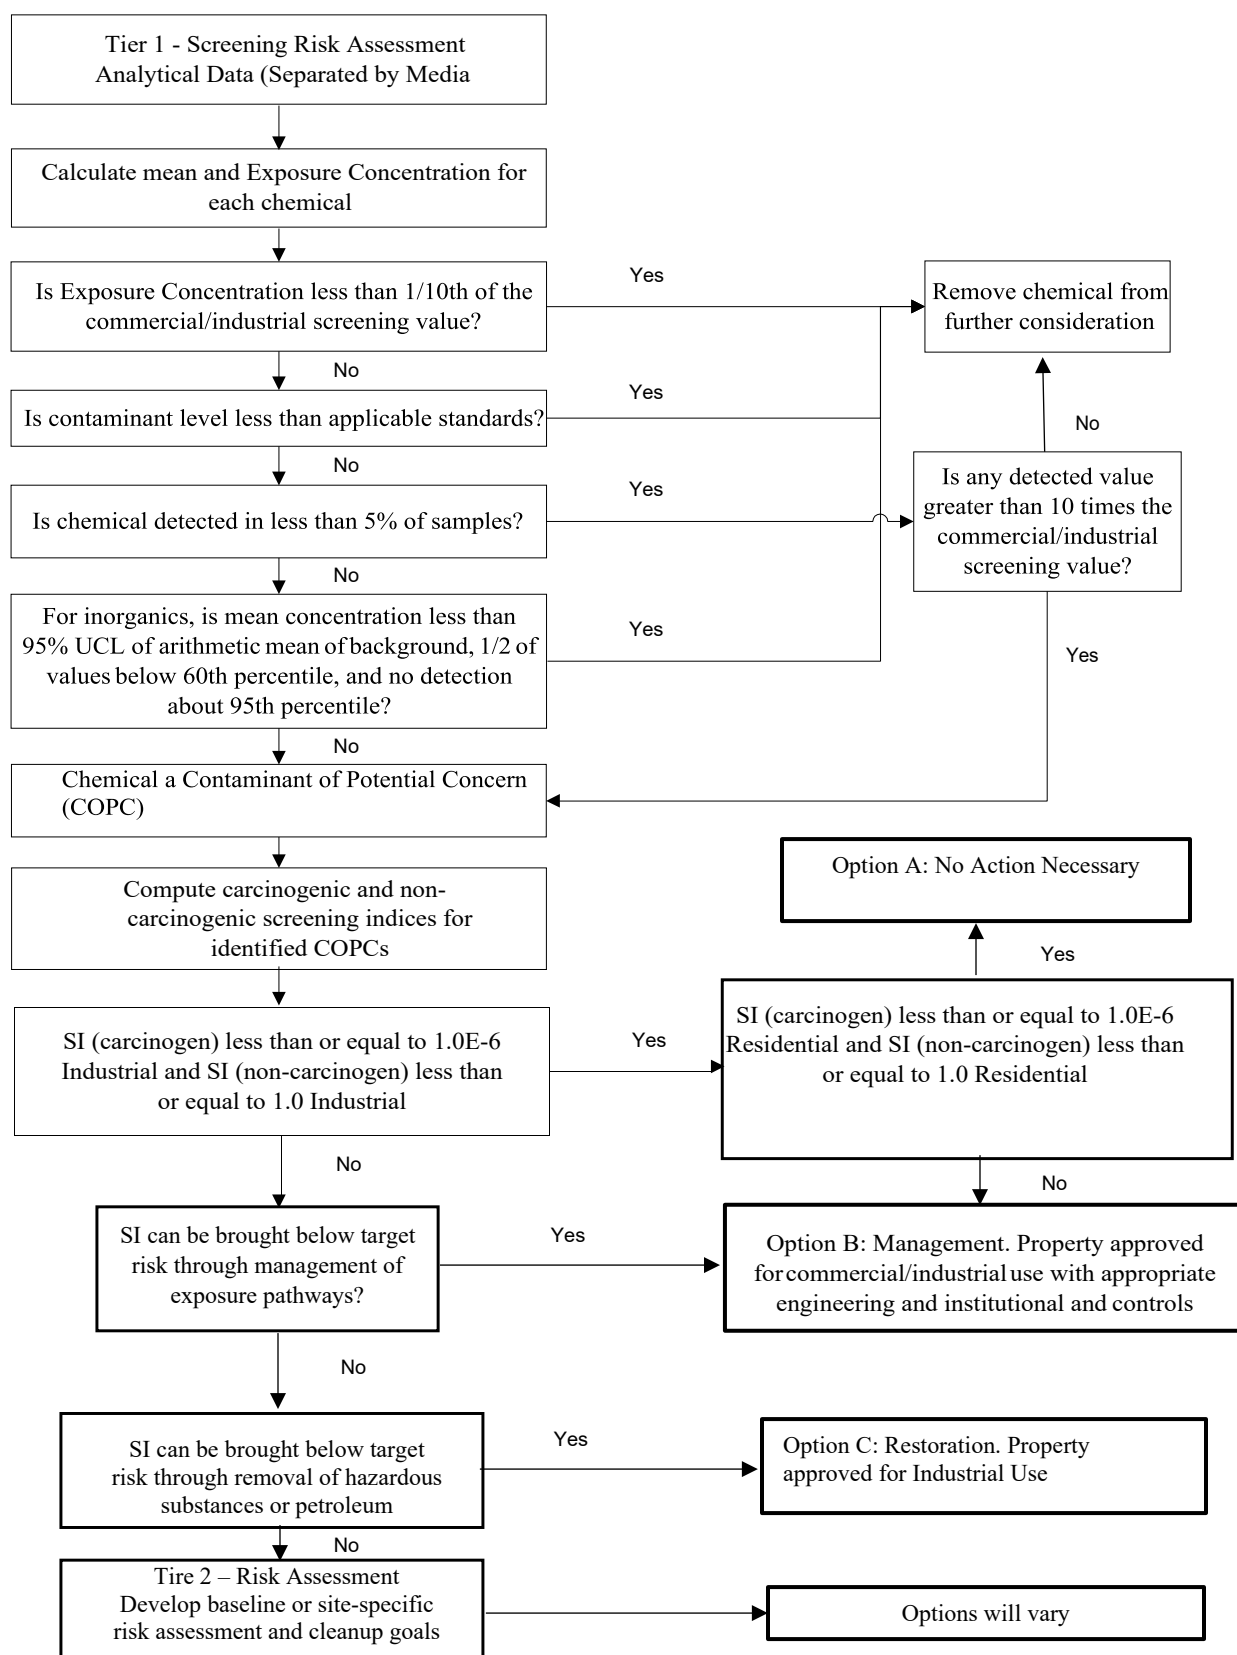 Tier 1 - Screening Risk Assessment
Analytical Data (Separated by Media
Calculate mean and Exposure Concentration for
each chemical
Is Exposure Concentration less than 1/10th of the
commercial/industrial screening value?
Yes
Remove chemical from
further consideration
No
Is contaminant level less than applicable standards?
Yes
No
No
Is chemical detected in less than 5% of samples?
Yes
Is any detected value
greater than 10 times the
commercial/industrial
screening value?
No
For inorganics, is mean concentration less than
95% UCL of arithmetic mean of background, 1/2 of
values below 60th percentile, and no detection
about 95th percentile?
Yes
Yes
No
Chemical a Contaminant of Potential Concern
(COPC)
Compute carcinogenic and non-
carcinogenic screening indices for
identified COPCs
Option A: No Action Necessary
Yes
SI (carcinogen) less than or equal to 1.0E-6
Industrial and SI (non-carcinogen) less than
or equal to 1.0 Industrial
Yes
SI (carcinogen) less than or equal to 1.0E-6
Residential and SI (non-carcinogen) less than
or equal to 1.0 Residential
No
No
SI can be brought below target
risk through management of
exposure pathways?
Yes
Option B: Management. Property approved
for commercial/industrial use with appropriate
engineering and institutional and controls
No
SI can be brought below target
risk through removal of hazardous
substances or petroleum
Yes
Option C: Restoration. Property
approved for Industrial Use
No
Tire 2 – Risk Assessment
Develop baseline or site-specific
risk assessment and cleanup goals
Options will vary